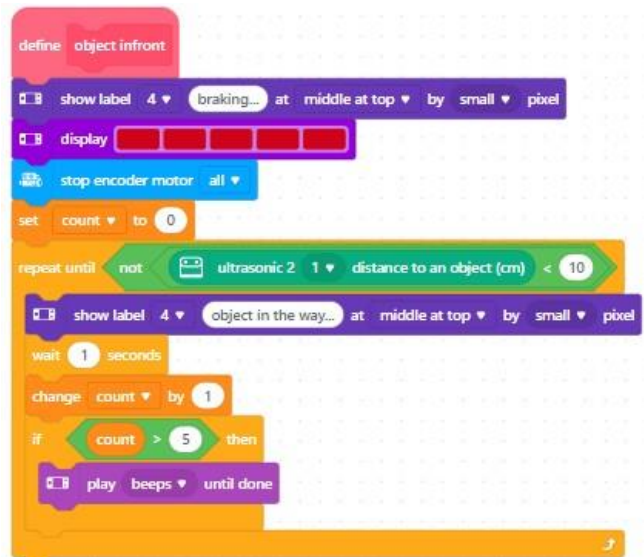 define object infront
show label 4 braking... at middle at top by small pixel
display
stop encoder motor all
set count to 0
repeat until not ultrasonic 2 1 distance to an object (cm) < 10
show label 4 object in the way... at middle at top by small pixel
wait 1 seconds
change count by 1
if count > 5 then
play beeps until done